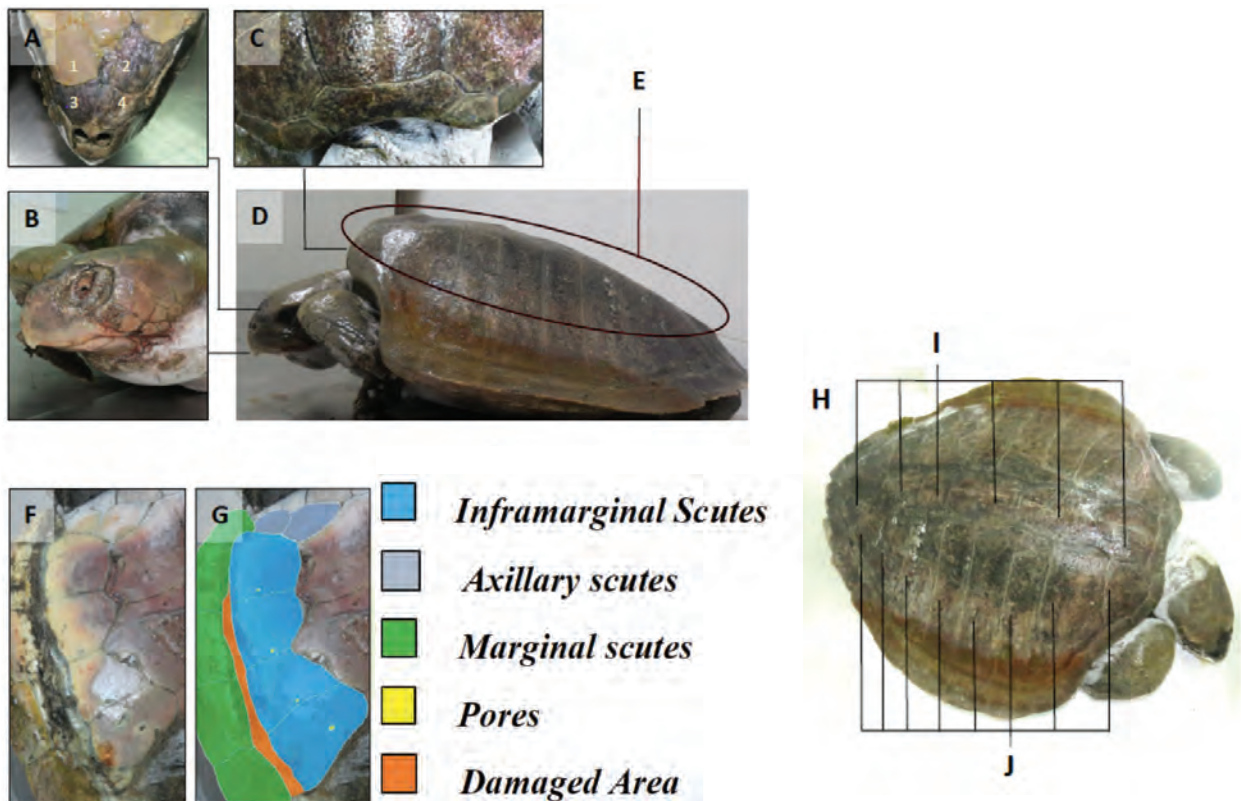 A
1 2
3 4
B
C
D
E
F
G
Inframarginal Scutes
Axillary scutes
Marginal scutes
Pores
Damaged Area
H
I
J